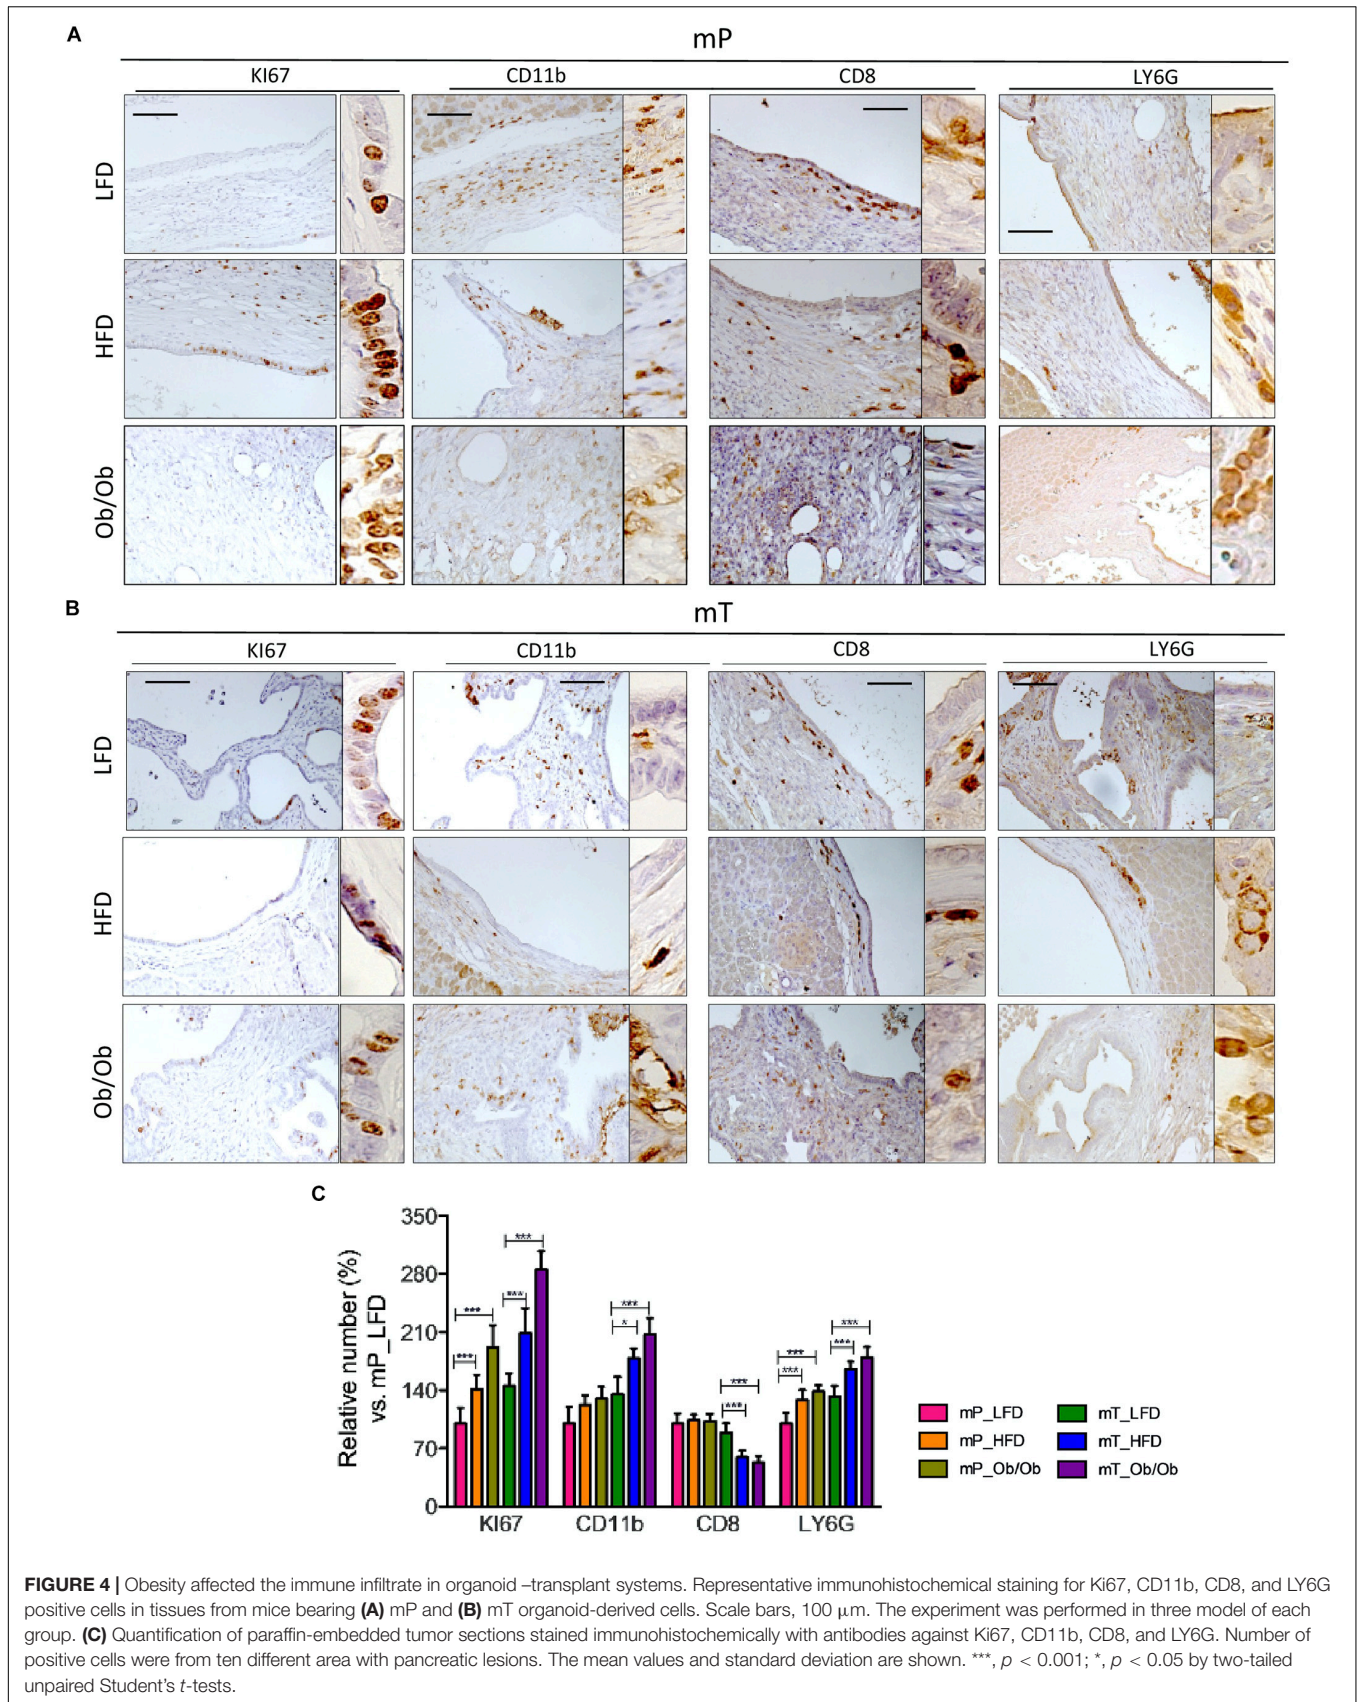 A
mP
KI67 CD11b CD8 LY6G
LFD
HFD
Ob/Ob
B
mT
KI67 CD11b CD8 LY6G
LFD
HFD
Ob/Ob
C
Relative number (%)
vs. mP_LFD
350
280
210
140
70
0
*** *** *** ***
*** * *** ***
*** *** *** ***
KI67 CD11b CD8 LY6G
mP_LFD mT_LFD
mP_HFD mT_HFD
mP_Ob/Ob mT_Ob/Ob
FIGURE 4 | Obesity affected the immune infiltrate in organoid –transplant systems. Representative immunohistochemical staining for Ki67, CD11b, CD8, and LY6G
positive cells in tissues from mice bearing (A) mP and (B) mT organoid-derived cells. Scale bars, 100 μm. The experiment was performed in three model of each
group. (C) Quantification of paraffin-embedded tumor sections stained immunohistochemically with antibodies against Ki67, CD11b, CD8, and LY6G. Number of
positive cells were from ten different area with pancreatic lesions. The mean values and standard deviation are shown. ***, p < 0.001; *, p < 0.05 by two-tailed
unpaired Student's t-tests.